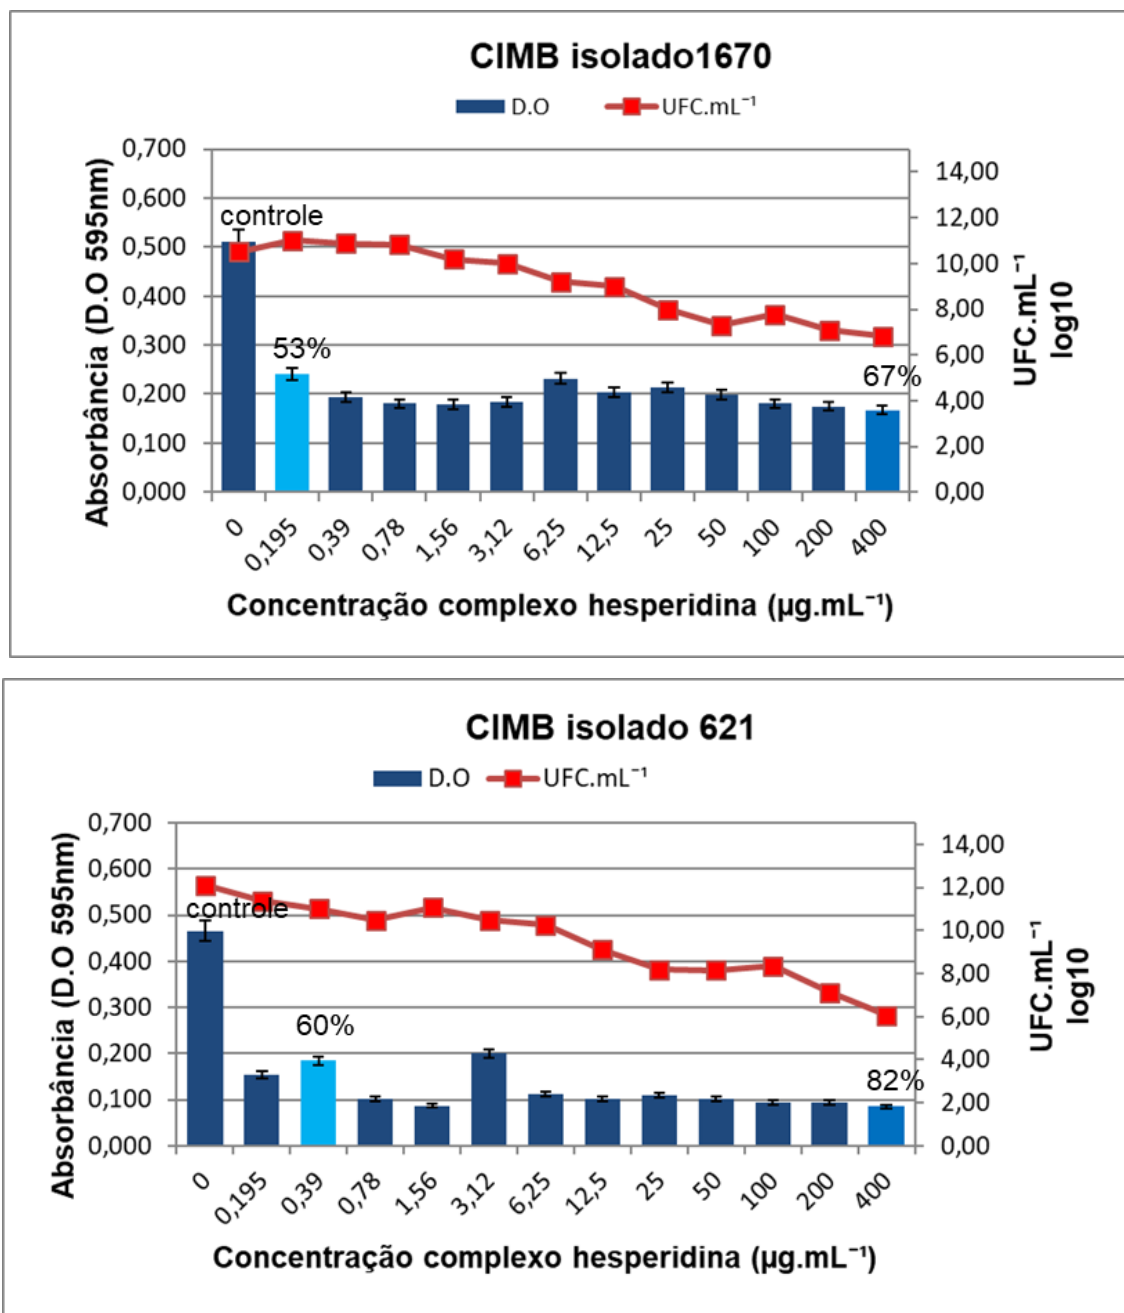 CIMB isolado1670
D.O UFC.mL⁻¹
Absorbância (D.O 595nm)
0,700
0,600
0,500
0,400
0,300
0,200
0,100
0,000
controle
53%
67%
14,00
12,00
10,00
8,00
6,00
4,00
2,00
0,00
UFC.mL⁻¹
log10
0 0,195 0,39 0,78 1,56 3,12 6,25 12,5 25 50 100 200 400
Concentração complexo hesperidina (µg.mL⁻¹)
CIMB isolado 621
D.O UFC.mL⁻¹
Absorbância (D.O 595nm)
0,700
0,600
0,500
0,400
0,300
0,200
0,100
0,000
controle
60%
82%
14,00
12,00
10,00
8,00
6,00
4,00
2,00
0,00
UFC.mL⁻¹
log10
0 0,195 0,39 0,78 1,56 3,12 6,25 12,5 25 50 100 200 400
Concentração complexo hesperidina (µg.mL⁻¹)